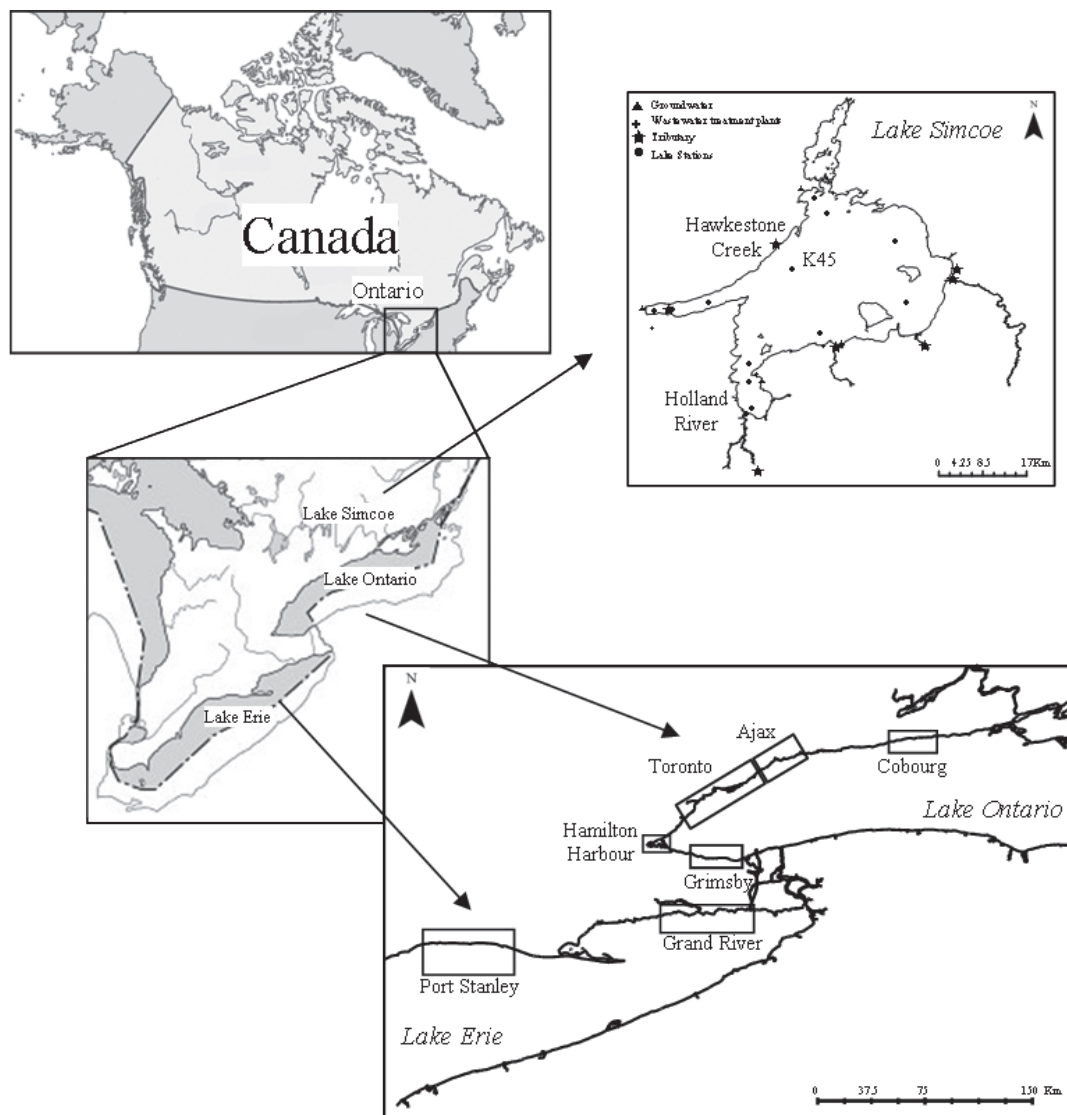 Canada
Ontario
Groundwater
Wastewater treatment plants
Tributary
Lake Stations
Lake Simcoe
N
Hawkestone
Creek
K45
Holland
River
0 4.25 8.5 17Km
Lake Simcoe
Lake Ontario
Lake Erie
N
Ajax
Toronto
Cobourg
Lake Ontario
Hamilton
Harbour
Grimsby
Grand River
Port Stanley
Lake Erie
0 37.5 75 150 Km